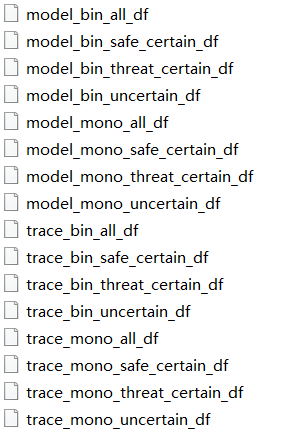 model_bin_all_df
model_bin_safe_certain_df
model_bin_threat_certain_df
model_bin_uncertain_df
model_mono_all_df
model_mono_safe_certain_df
model_mono_threat_certain_df
model_mono_uncertain_df
trace_bin_all_df
trace_bin_safe_certain_df
trace_bin_threat_certain_df
trace_bin_uncertain_df
trace_mono_all_df
trace_mono_safe_certain_df
trace_mono_threat_certain_df
trace_mono_uncertain_df